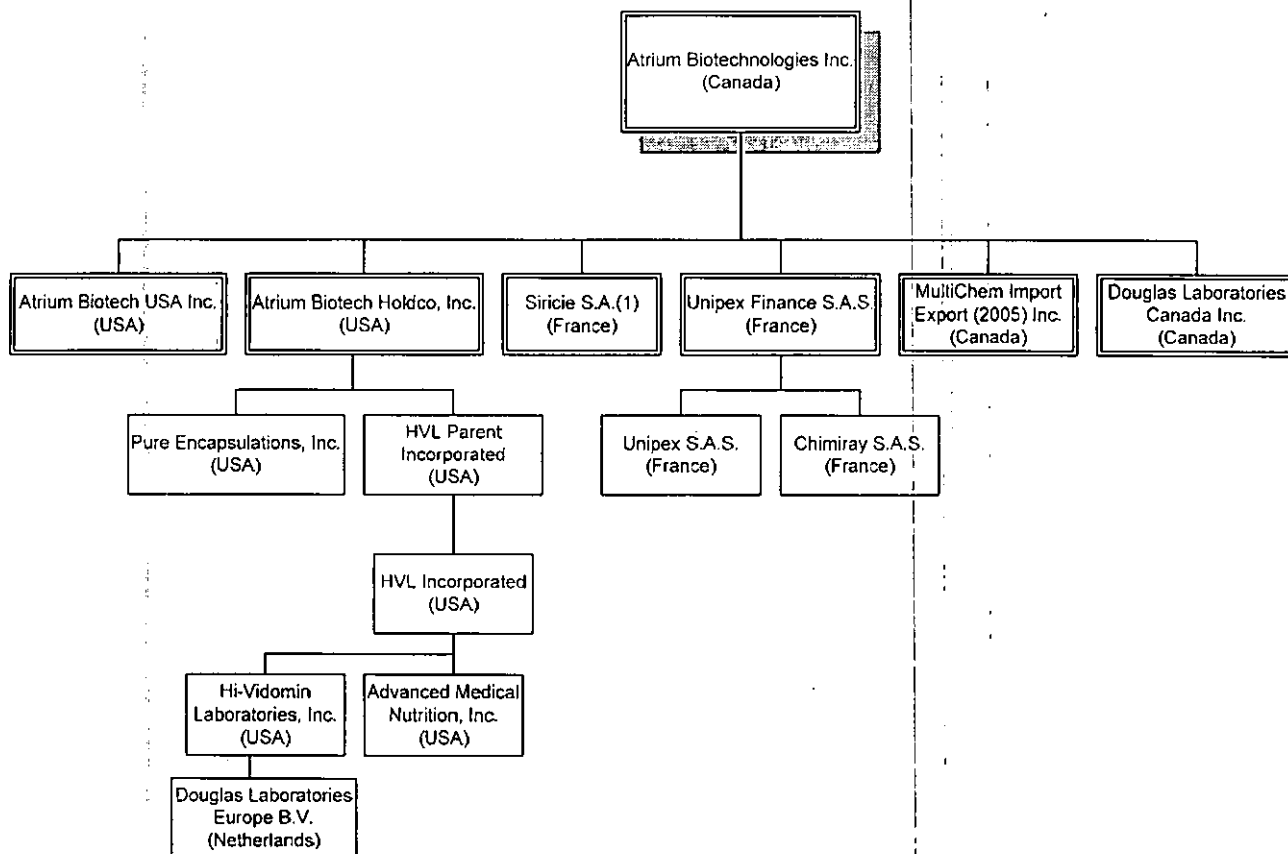 Atrium Biotechnologies Inc.
(Canada)
Atrium Biotech USA Inc.
(USA)
Atrium Biotech Holdco, Inc.
(USA)
Siricie S.A.(1)
(France)
Unipex Finance S.A.S.
(France)
MultiChem Import
Export (2005) Inc.
(Canada)
Douglas Laboratories
Canada Inc.
(Canada)
Pure Encapsulations, Inc.
(USA)
HVL Parent
Incorporated
(USA)
Unipex S.A.S.
(France)
Chimiray S.A.S.
(France)
HVL Incorporated
(USA)
Hi-Vidomin
Laboratories, Inc.
(USA)
Advanced Medical
Nutrition, Inc.
(USA)
Douglas Laboratories
Europe B.V.
(Netherlands)